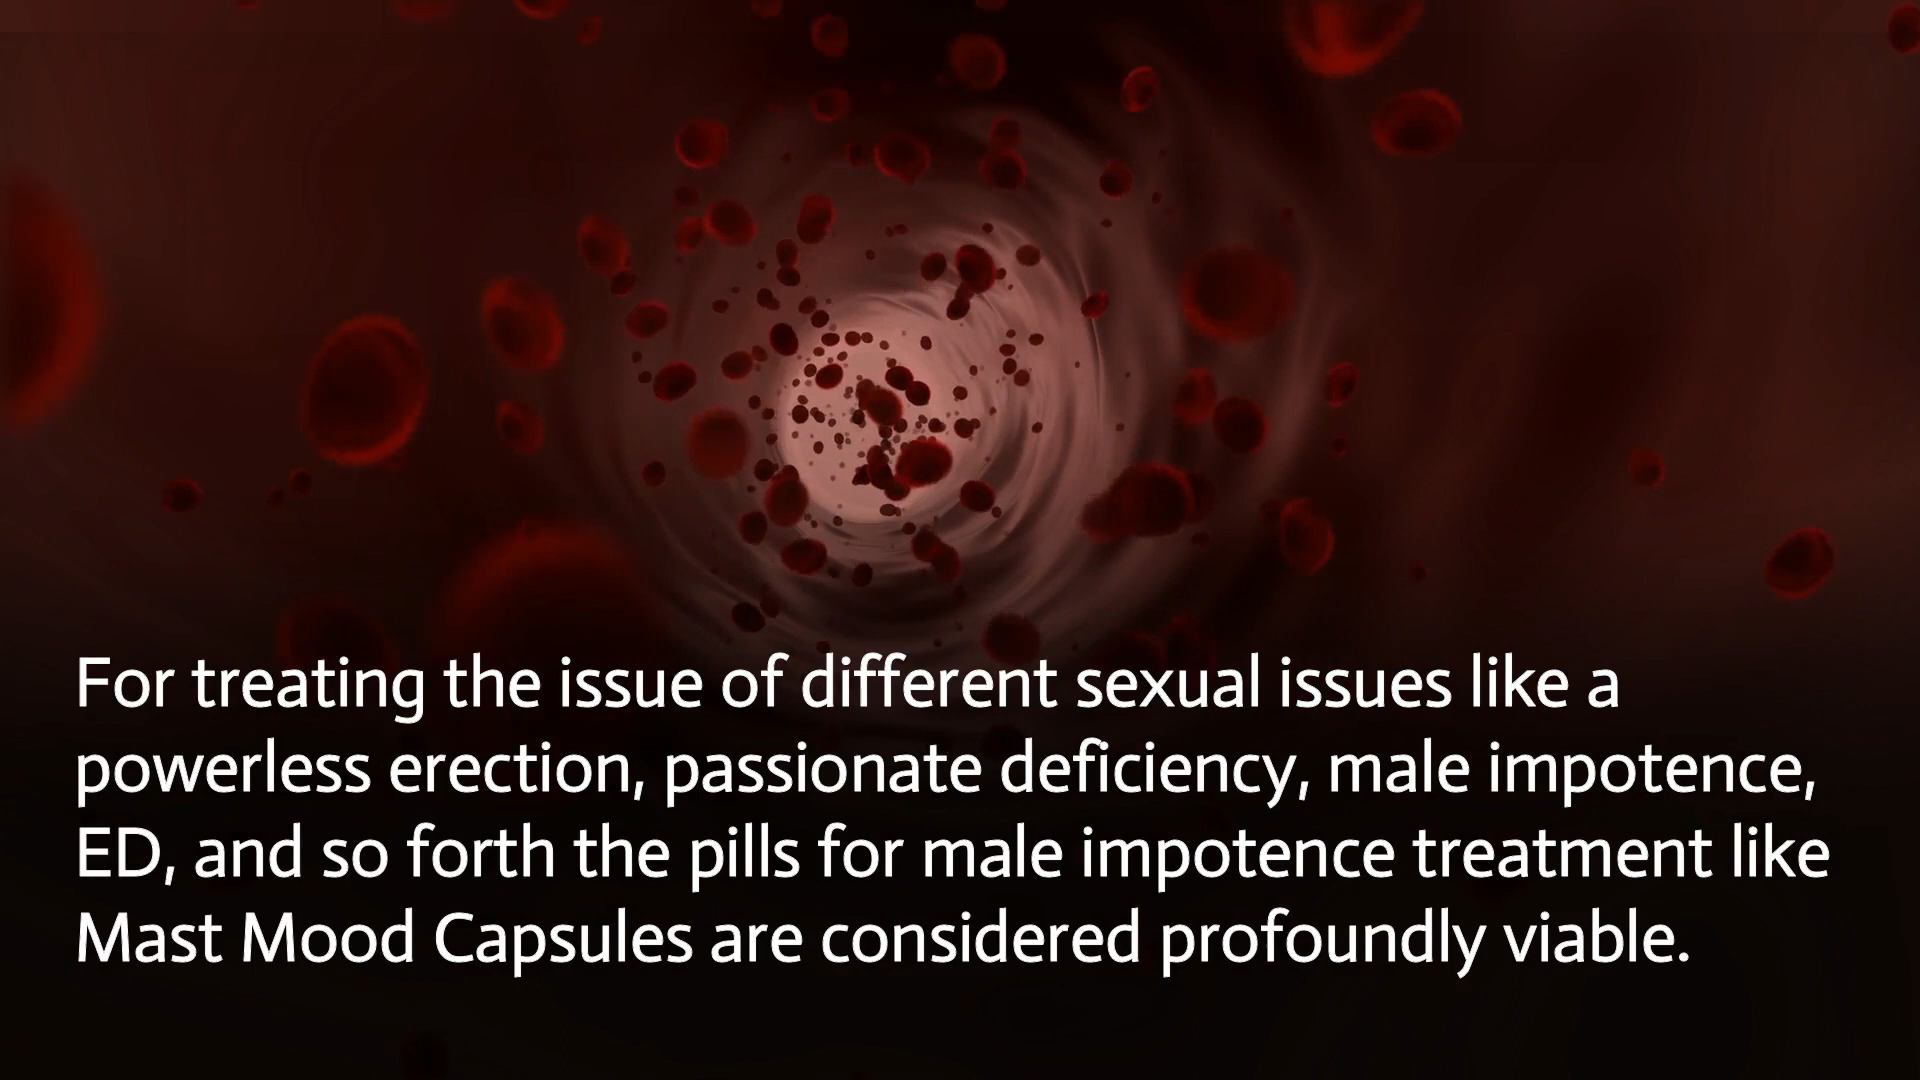 For treating the issue of different sexual issues like a
powerless erection, passionate deficiency, male impotence,
ED, and so forth the pills for male impotence treatment like
Mast Mood Capsules are considered profoundly viable.